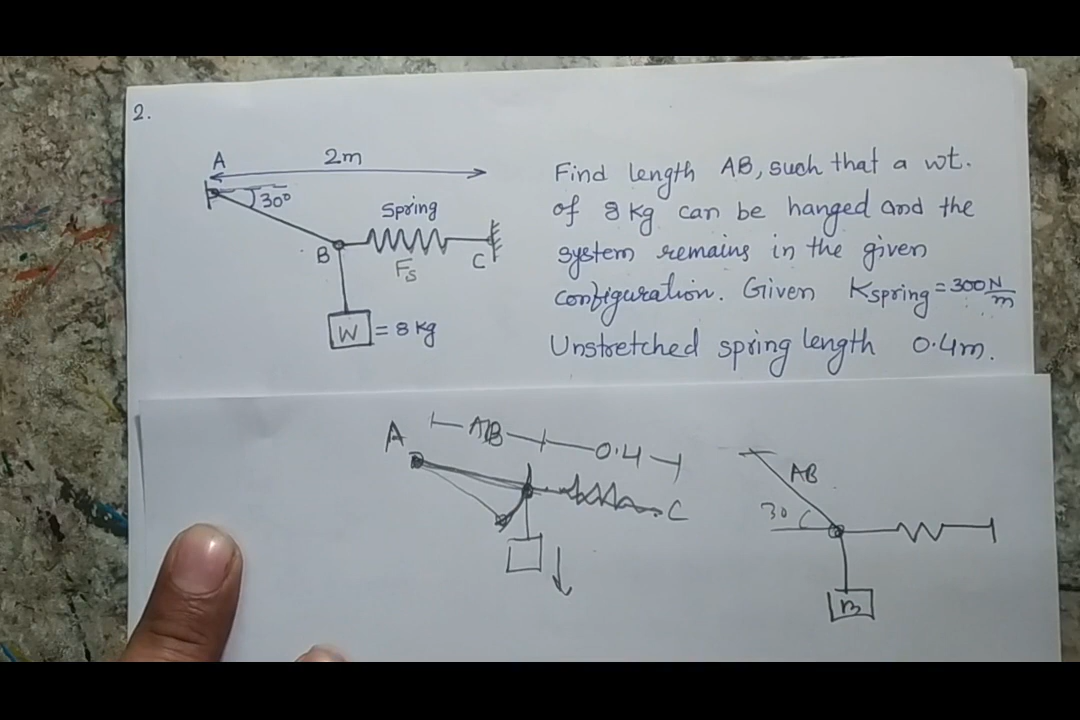 2.
A
2m
30°
Spring
B
Fs
C
W = 8 kg
Find length AB, such that a wt.
of 8 kg can be hanged and the
system remains in the given
configuration. Given Kspring = 300 N/m
Unstretched spring length 0.4m.
A
AB
0.4
C
AB
30
m